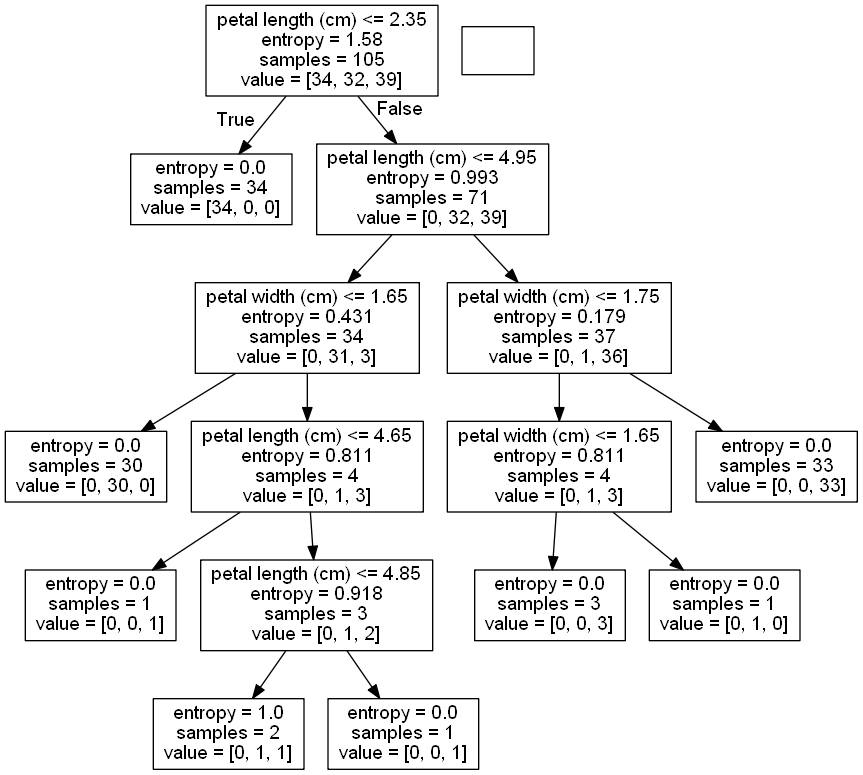 petal length (cm) <= 2.35
entropy = 1.58
samples = 105
value = [34, 32, 39]
True
False
entropy = 0.0
samples = 34
value = [34, 0, 0]
petal length (cm) <= 4.95
entropy = 0.993
samples = 71
value = [0, 32, 39]
petal width (cm) <= 1.65
entropy = 0.431
samples = 34
value = [0, 31, 3]
petal width (cm) <= 1.75
entropy = 0.179
samples = 37
value = [0, 1, 36]
entropy = 0.0
samples = 30
value = [0, 30, 0]
petal length (cm) <= 4.65
entropy = 0.811
samples = 4
value = [0, 1, 3]
petal width (cm) <= 1.65
entropy = 0.811
samples = 4
value = [0, 1, 3]
entropy = 0.0
samples = 33
value = [0, 0, 33]
entropy = 0.0
samples = 1
value = [0, 0, 1]
petal length (cm) <= 4.85
entropy = 0.918
samples = 3
value = [0, 1, 2]
entropy = 0.0
samples = 3
value = [0, 0, 3]
entropy = 0.0
samples = 1
value = [0, 1, 0]
entropy = 1.0
samples = 2
value = [0, 1, 1]
entropy = 0.0
samples = 1
value = [0, 0, 1]